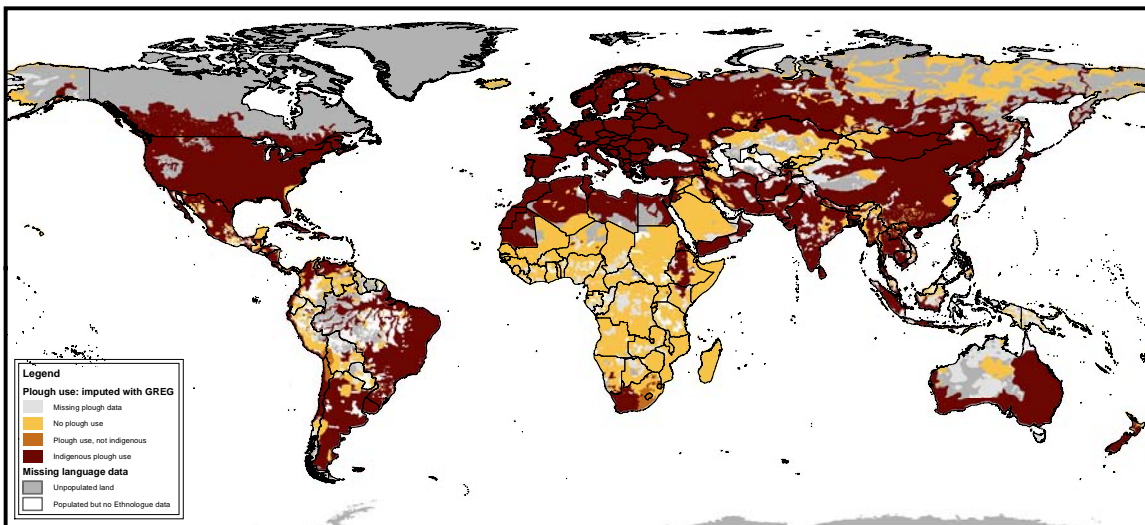 Legend
Plough use: imputed with GREG
Missing plough data
No plough use
Plough use, not indigenous
Indigenous plough use
Missing language data
Unpopulated land
Populated but no Ethnologue data